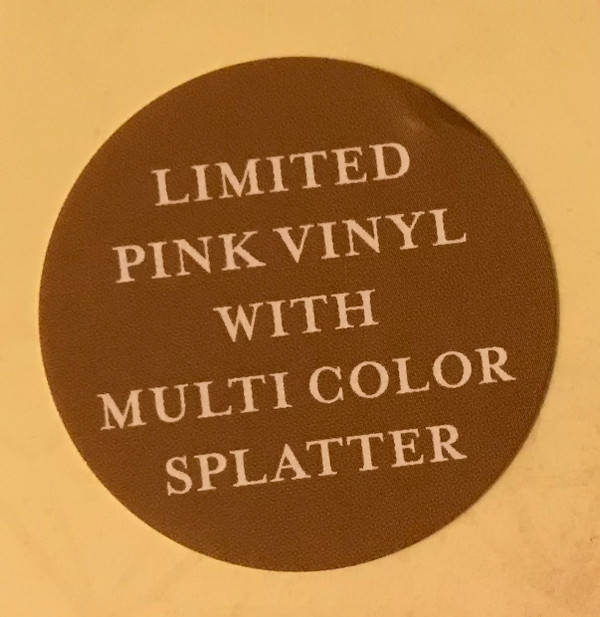 LIMITED
PINK VINYL
WITH
MULTI COLOR
SPLATTER